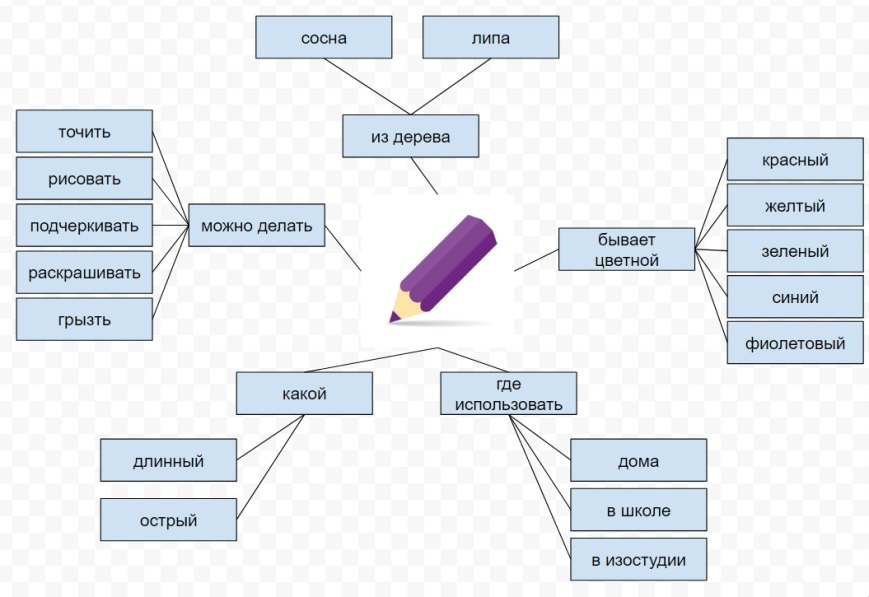 сосна
липа
из дерева
точить
рисовать
подчеркивать
раскрашивать
грызть
можно делать
бывает
цветной
красный
желтый
зеленый
синий
фиолетовый
какой
длинный
острый
где
использовать
дома
в школе
в изостудии